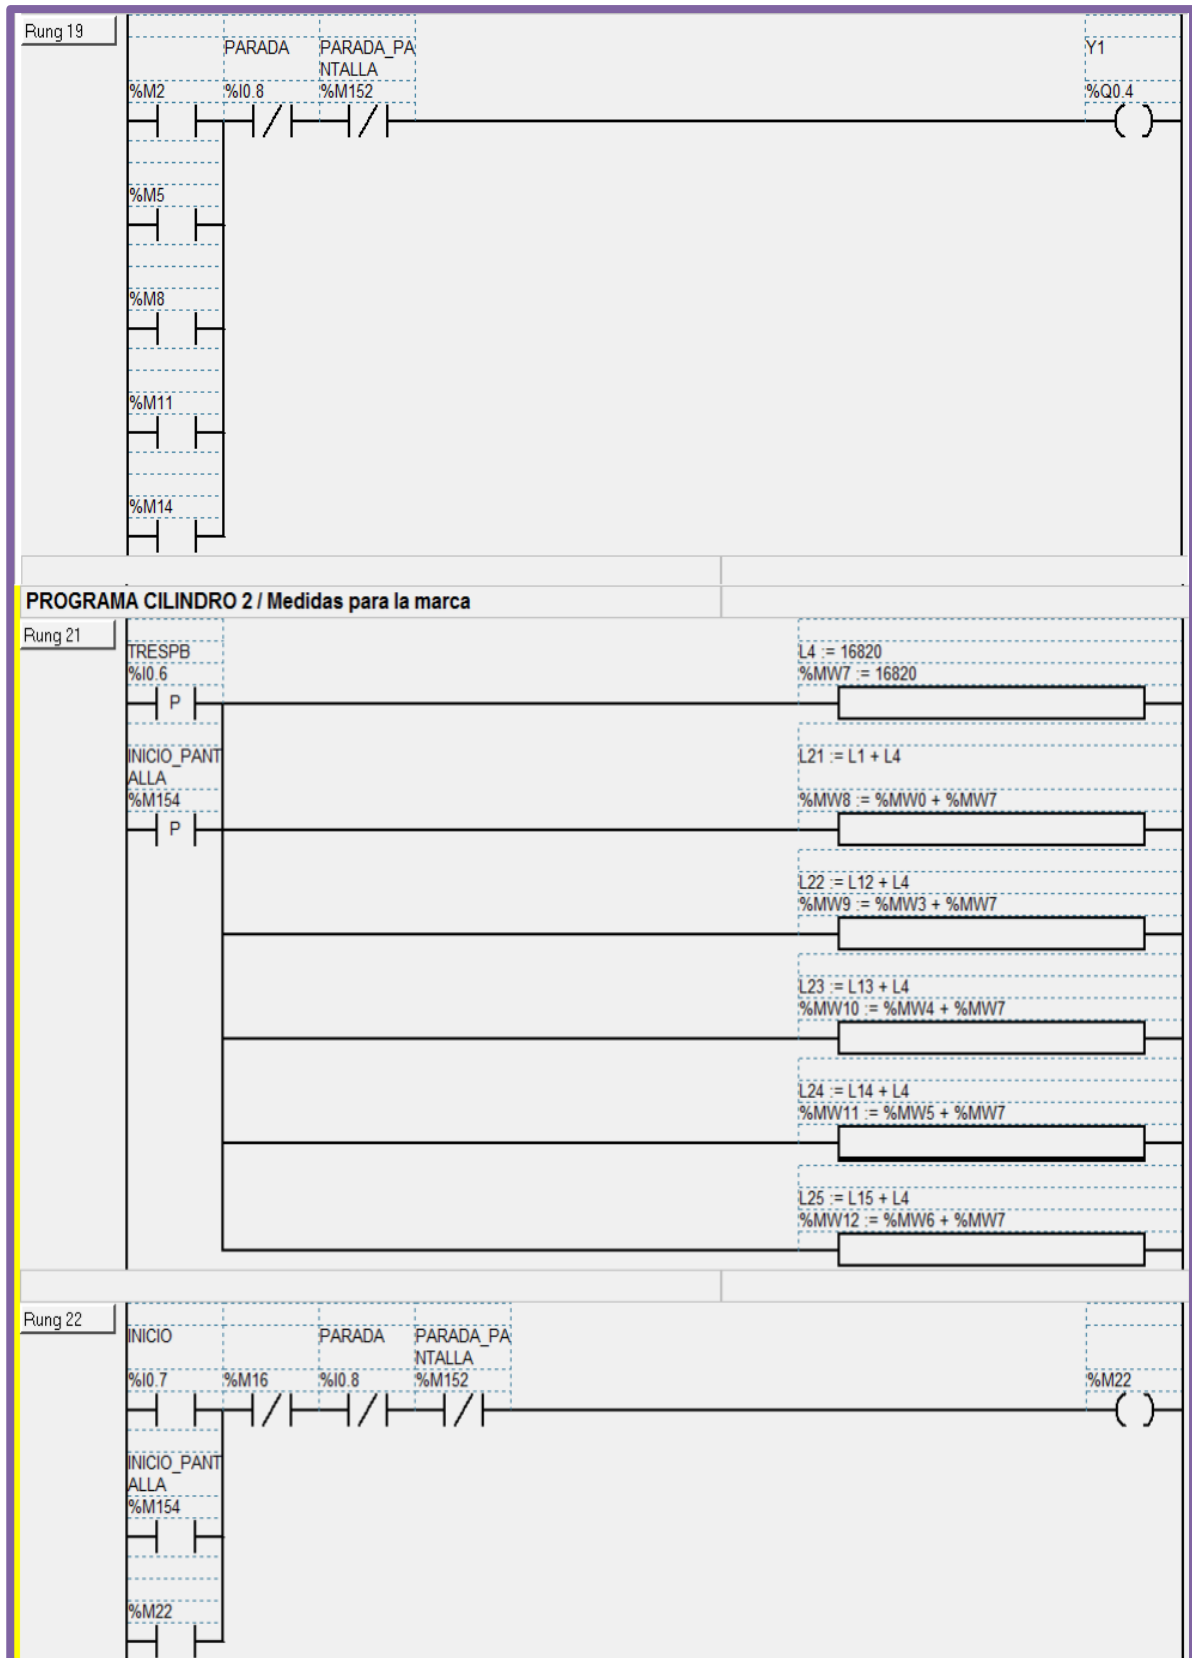 Rung 19
PARADA PARADA_PA Y1
NTALLA
%M2 %I0.8 %M152 %Q0.4
%M5
%M8
%M11
%M14
PROGRAMA CILINDRO 2 / Medidas para la marca
Rung 21
TRESPB L4 := 16820
%I0.6 %MW7 := 16820
P
INICIO_PANT L21 := L1 + L4
ALLA
%M154 %MW8 := %MW0 + %MW7
P
L22 := L12 + L4
%MW9 := %MW3 + %MW7
L23 := L13 + L4
%MW10 := %MW4 + %MW7
L24 := L14 + L4
%MW11 := %MW5 + %MW7
L25 := L15 + L4
%MW12 := %MW6 + %MW7
Rung 22
INICIO PARADA PARADA_PA
NTALLA
%I0.7 %M16 %I0.8 %M152 %M22
INICIO_PANT
ALLA
%M154
%M22